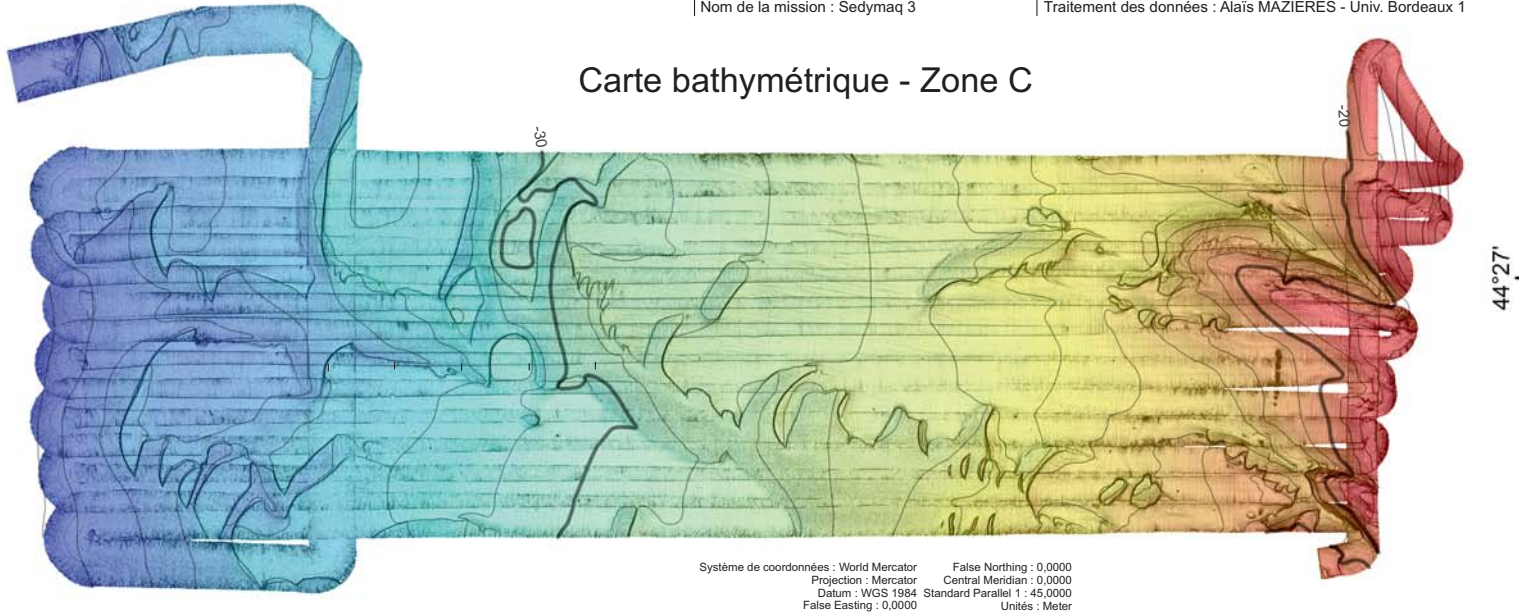 Nom de la mission : Sedymaq 3
Traitement des données : Alaïs MAZIERES - Univ. Bordeaux 1
Carte bathymétrique - Zone C
-30
-20
44°27'
Système de coordonnées : World Mercator
Projection : Mercator
Datum : WGS 1984
False Easting : 0,0000
False Northing : 0,0000
Central Meridian : 0,0000
Standard Parallel 1 : 45,0000
Unités : Meter